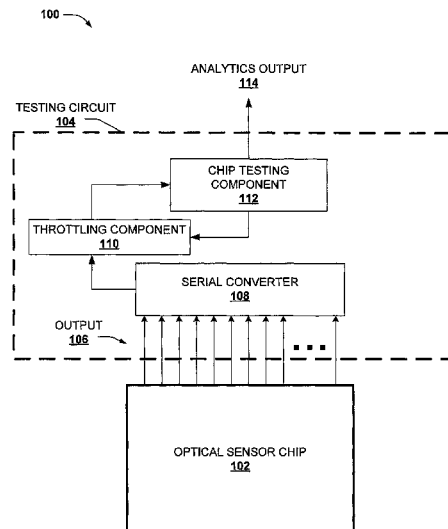 100
ANALYTICS OUTPUT
114
TESTING CIRCUIT
104
CHIP TESTING
COMPONENT
112
THROTTLING COMPONENT
110
SERIAL CONVERTER
108
OUTPUT
106
OPTICAL SENSOR CHIP
102